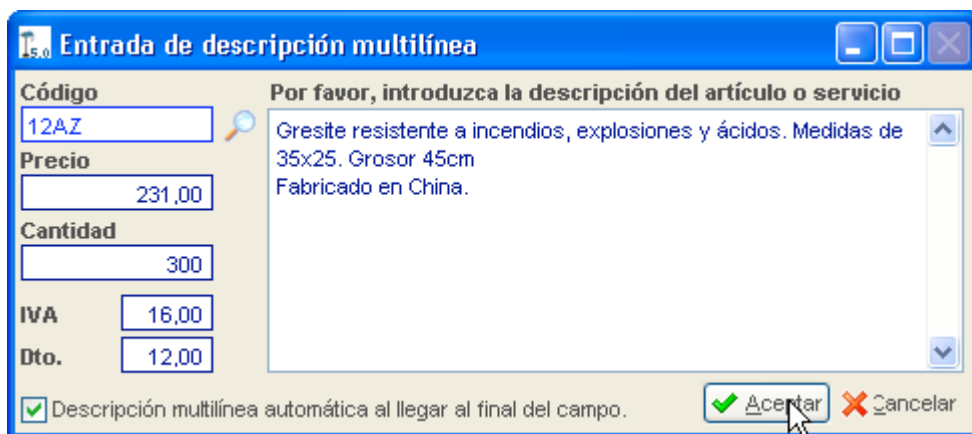 5.0 Entrada de descripción multilínea
Código
12AZ
Precio
231,00
Cantidad
300
IVA 16,00
Dto. 12,00
Por favor, introduzca la descripción del artículo o servicio
Gresite resistente a incendios, explosiones y ácidos. Medidas de
35x25. Grosor 45cm
Fabricado en China.
Descripción multilínea automática al llegar al final del campo.
Aceptar
Cancelar